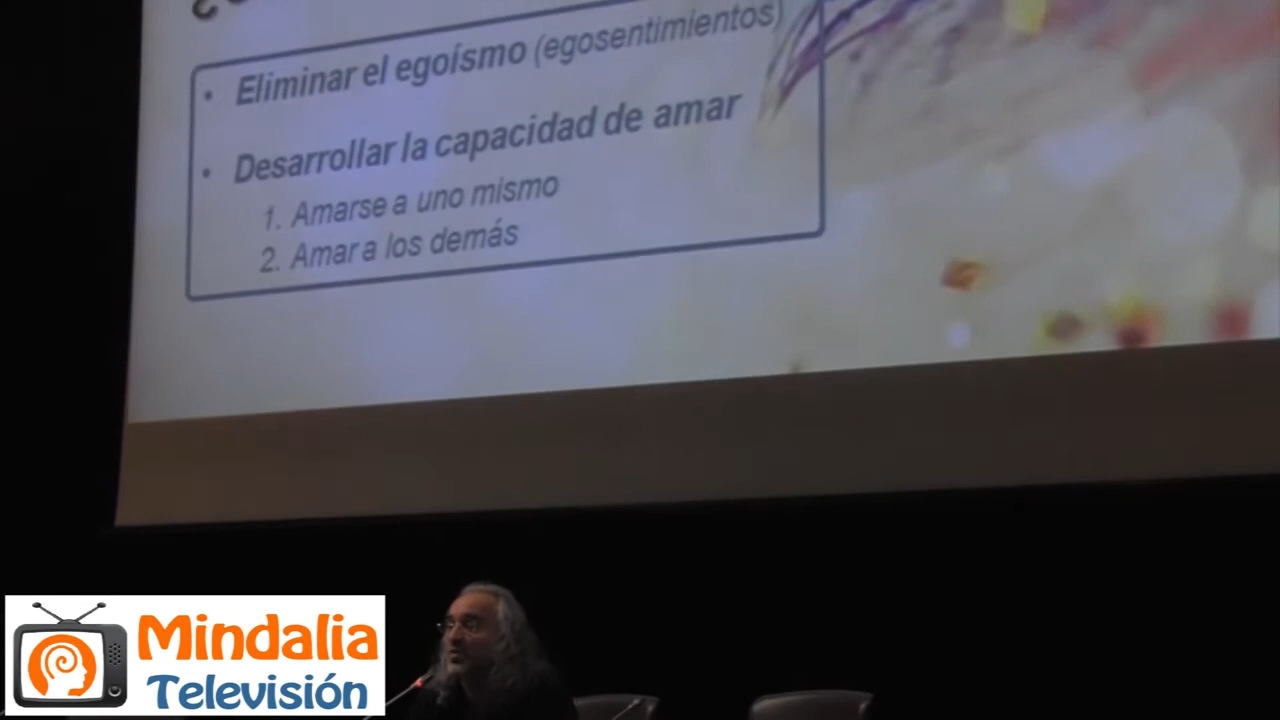 • Eliminar el egoísmo (egosentimientos)
• Desarrollar la capacidad de amar
1. Amarse a uno mismo
2. Amar a los demás
Mindalia
Televisión